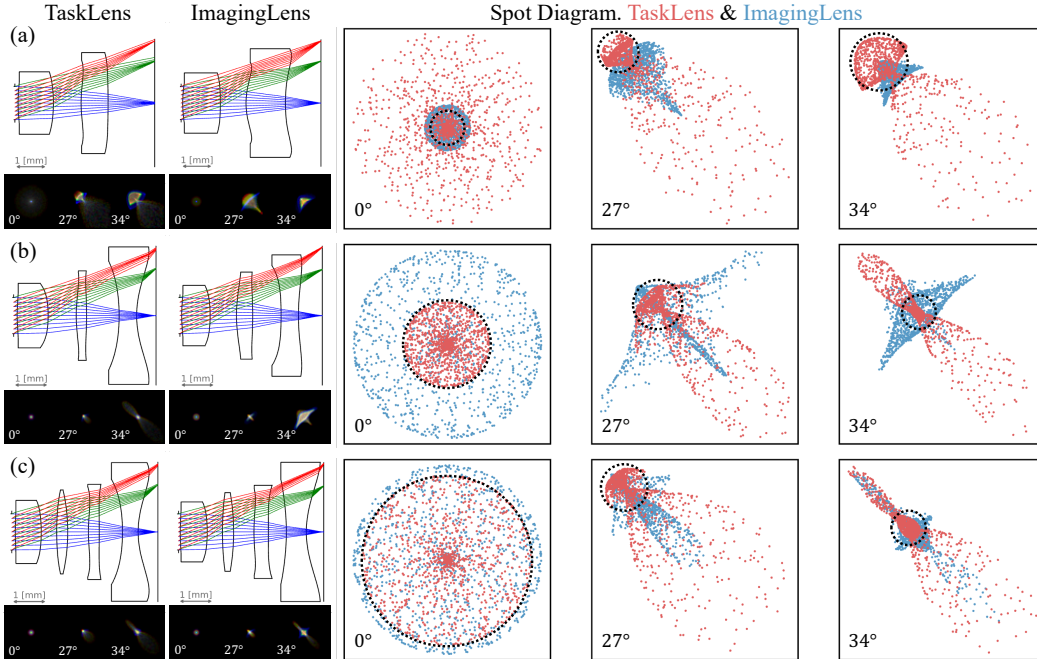 TaskLens ImagingLens Spot Diagram. TaskLens & ImagingLens
(a)
1 [mm] 1 [mm]
0° 27° 34° 0° 27° 34° 0° 27° 34°
(b)
1 [mm] 1 [mm]
0° 27° 34° 0° 27° 34° 0° 27° 34°
(c)
1 [mm] 1 [mm]
0° 27° 34° 0° 27° 34° 0° 27° 34°